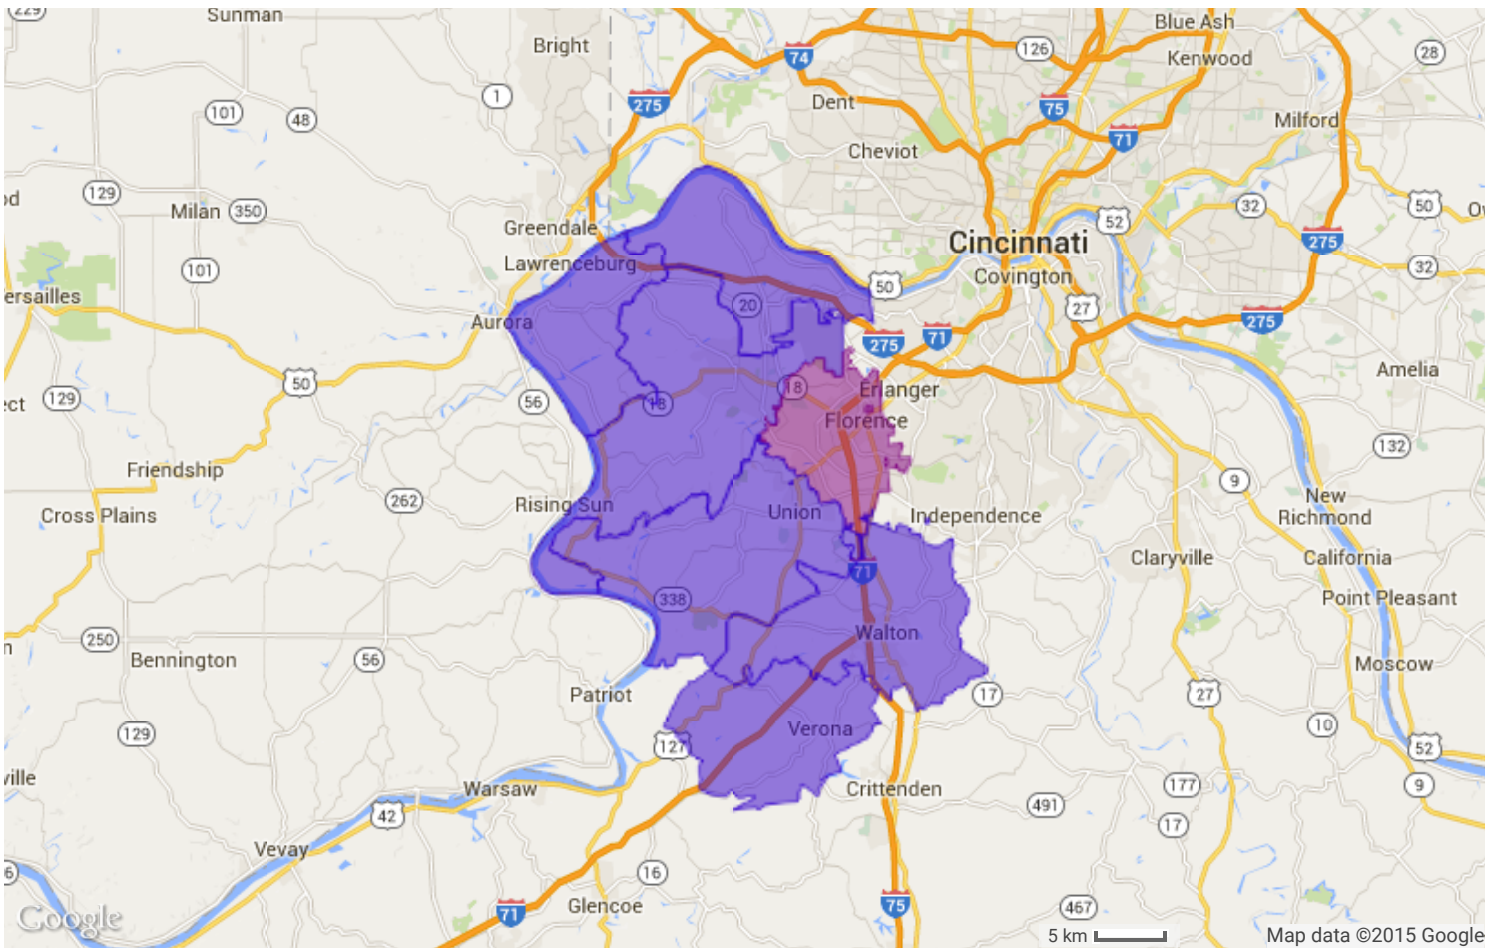 229
Sunman
Blue Ash
Bright
126
28
74
Kenwood
1
275
Dent
75
101
48
Milford
71
Cheviot
129
Milan
350
50
32
52
Greendale
Cincinnati
275
Lawrenceburg
101
Covington
32
50
ersailles
20
27
Aurora
275
275
71
50
Amelia
18
Erlanger
129
ect
56
18
Florence
132
Friendship
9
262
New
Richmond
Rising Sun
Union
Independence
Cross Plains
Claryville
California
71
338
Point Pleasant
250
Walton
Bennington
56
Moscow
Patriot
17
27
10
129
Verona
127
52
ville
Warsaw
Crittenden
177
9
491
42
17
Vevay
16
6
Glencoe
71
75
467
Google
5 km
Map data ©2015 Google